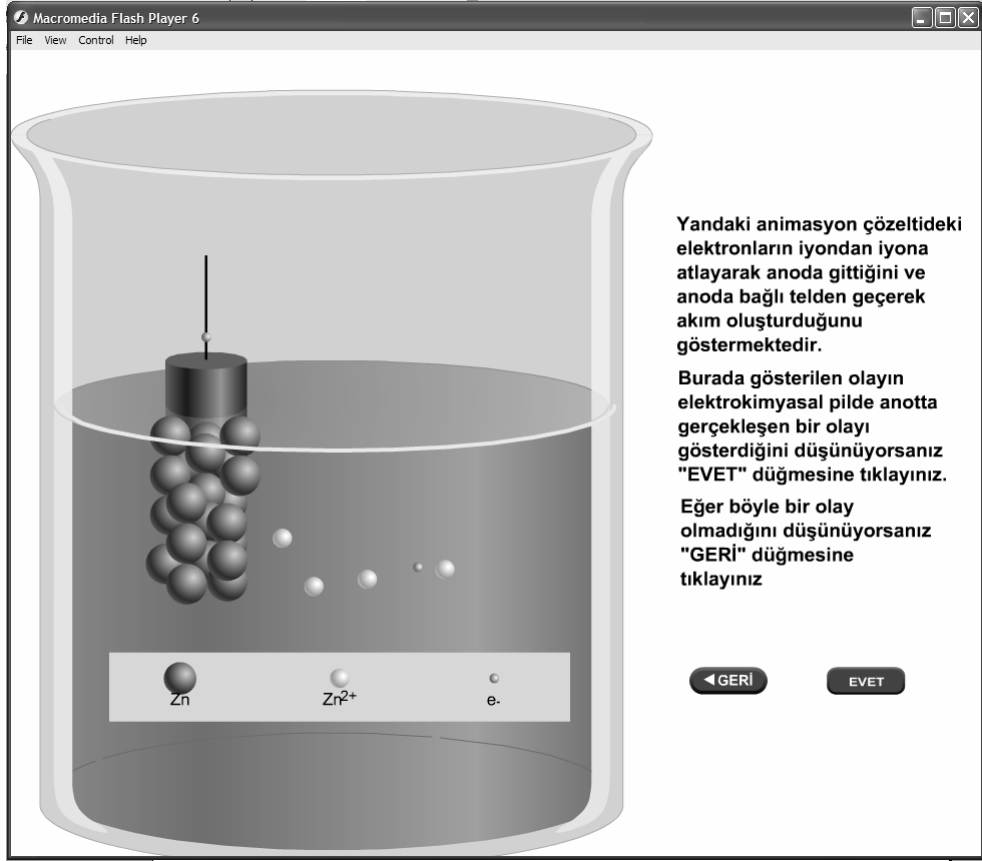 Macromedia Flash Player 6
File View Control Help
Yandaki animasyon çözeltideki
elektronların iyondan iyona
atlayarak anoda gittiğini ve
anoda bağlı telden geçerek
akım oluşturduğunu
göstermektedir.
Burada gösterilen olayın
elektrokimyasal pilde anotta
gerçekleşen bir olayı
gösterdiğini düşünüyorsanız
"EVET" düğmesine tıklayınız.
Eğer böyle bir olay
olmadığını düşünüyorsanız
"GERİ" düğmesine
tıklayınız
Zn Zn2+ e-
GERİ EVET